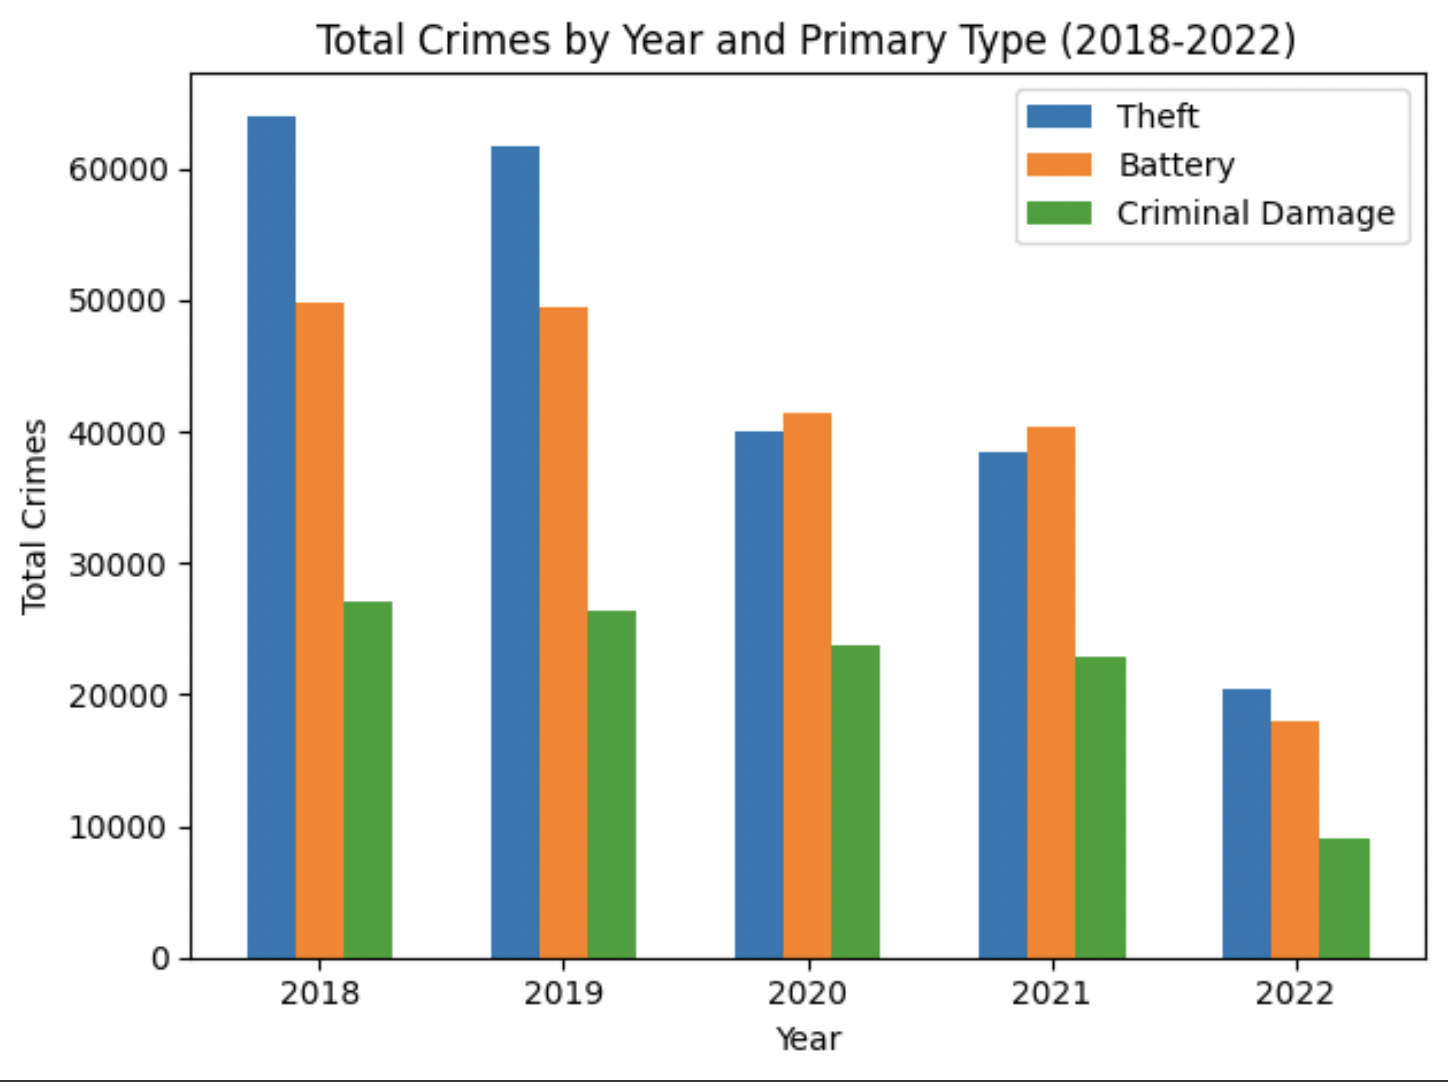 Total Crimes by Year and Primary Type (2018-2022)
Theft
Battery
Criminal Damage
Total Crimes
60000
50000
40000
30000
20000
10000
0
2018 2019 2020 2021 2022
Year